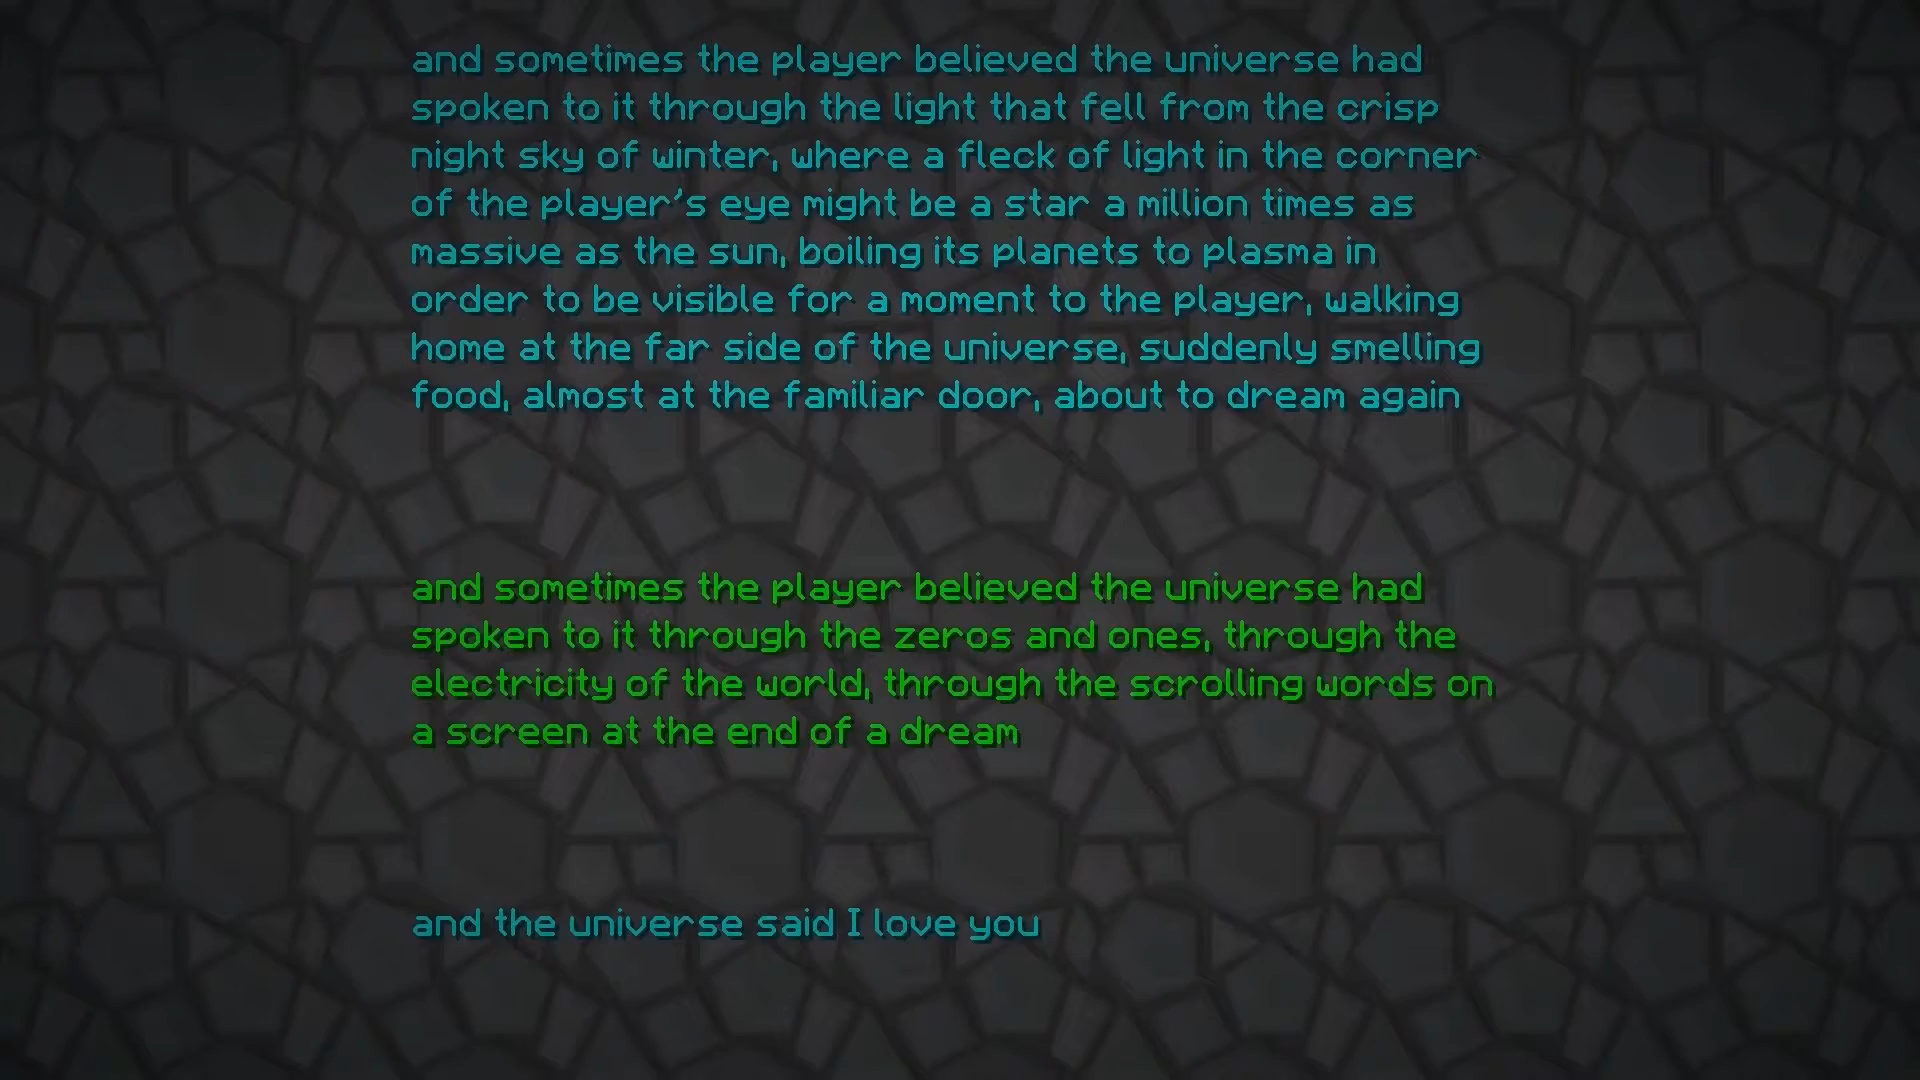 and sometimes the player believed the universe had
spoken to it through the light that fell from the crisp
night sky of winter, where a fleck of light in the corner
of the player's eye might be a star a million times as
massive as the sun, boiling its planets to plasma in
order to be visible for a moment to the player, walking
home at the far side of the universe, suddenly smelling
food, almost at the familiar door, about to dream again
and sometimes the player believed the universe had
spoken to it through the zeros and ones, through the
electricity of the world, through the scrolling words on
a screen at the end of a dream
and the universe said I love you